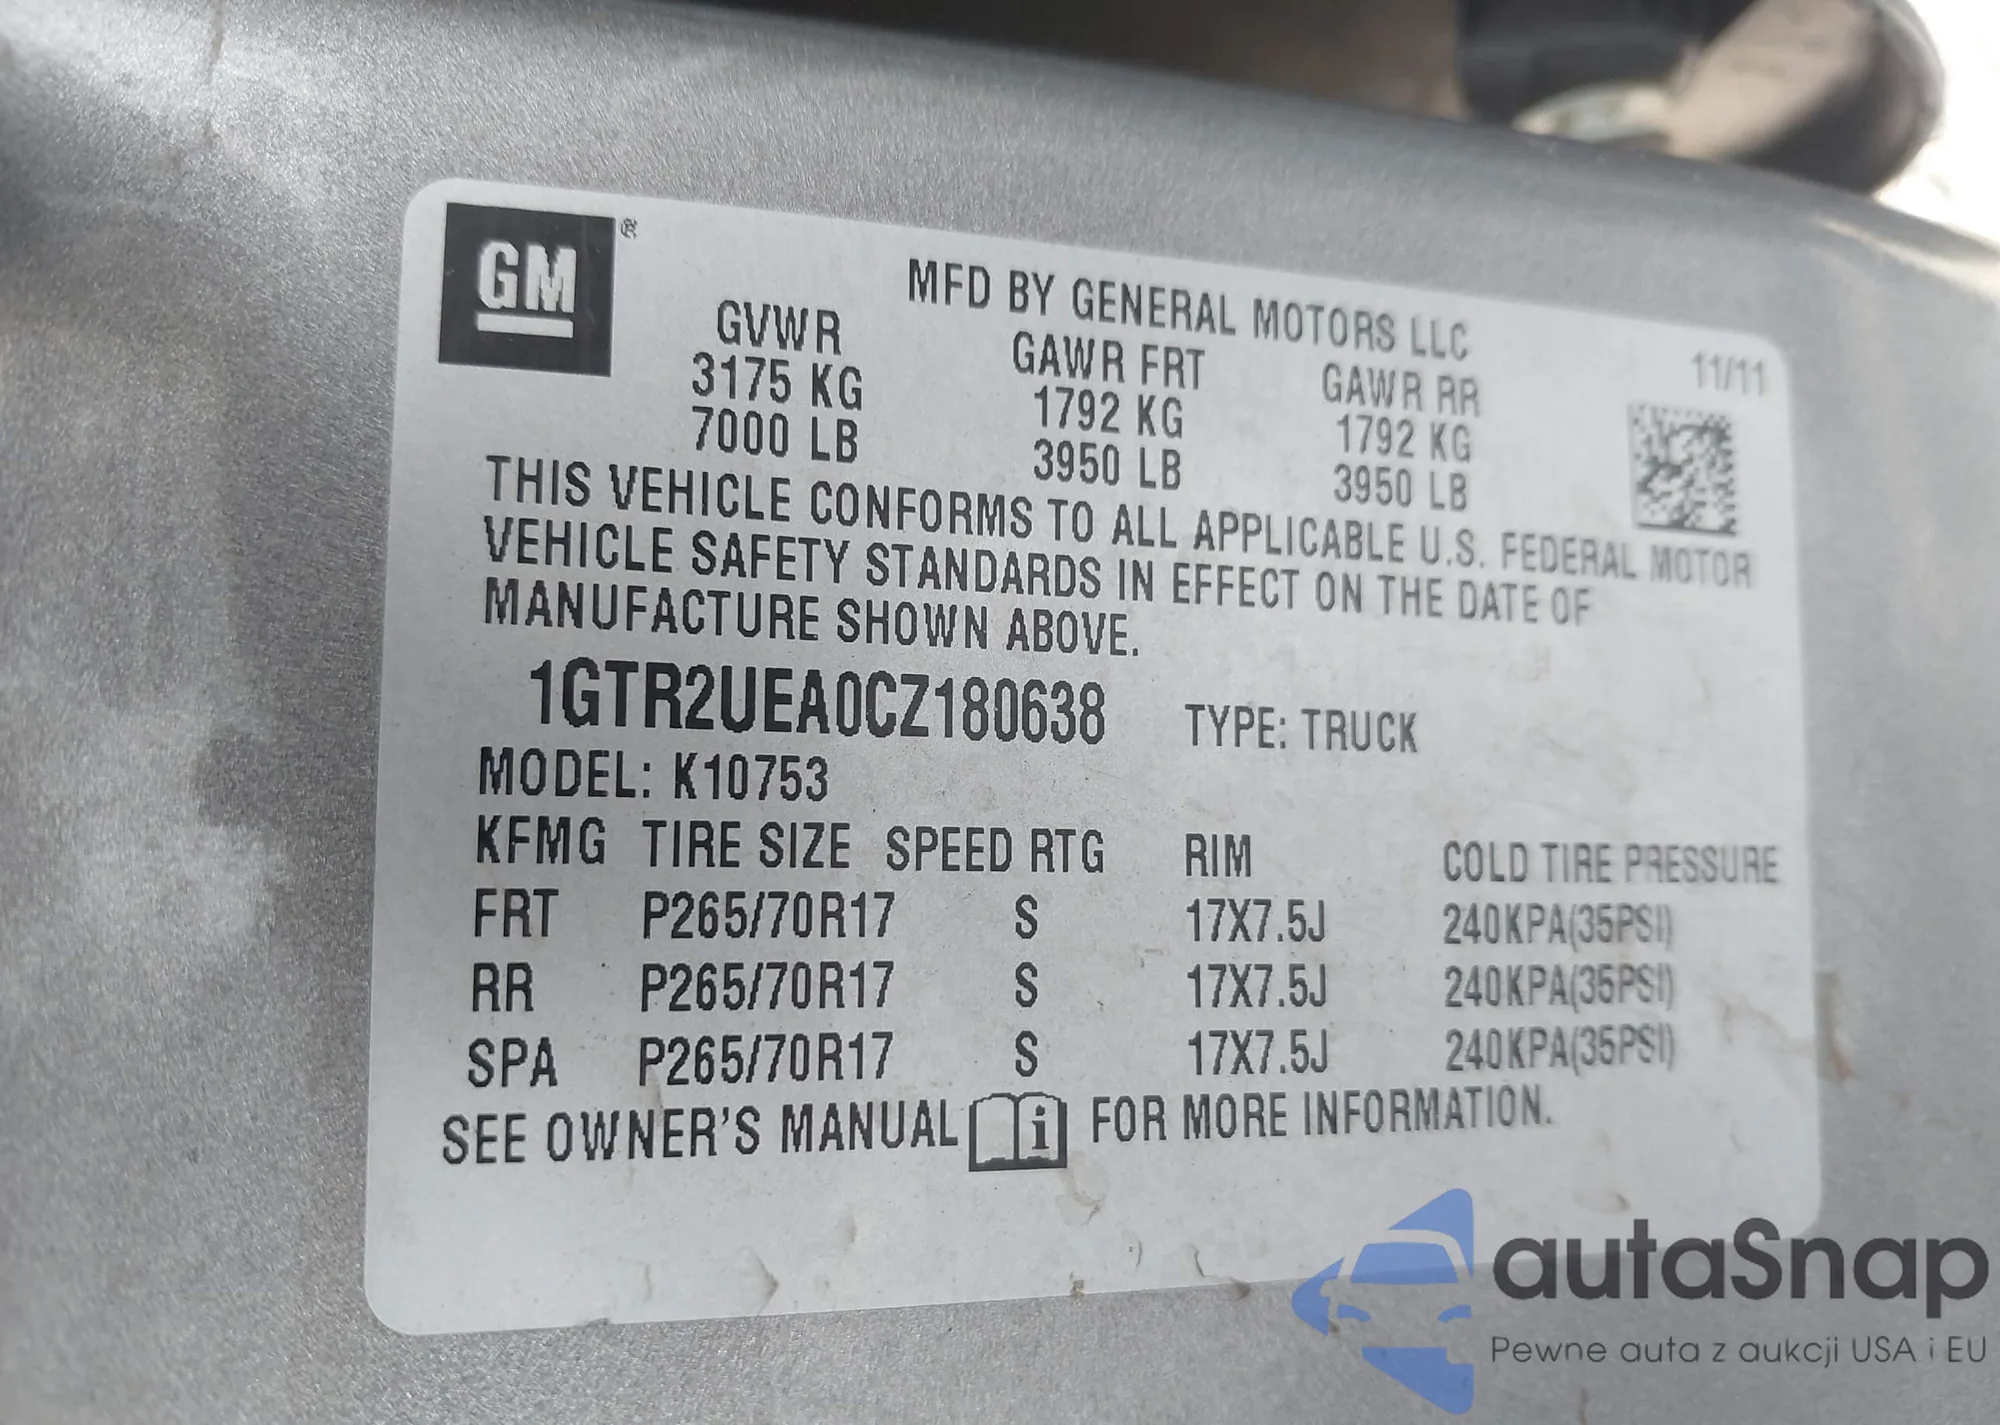 GM®
MFD BY GENERAL MOTORS LLC
11/11
GVWR GAWR FRT GAWR RR
3175 KG 1792 KG 1792 KG
7000 LB 3950 LB 3950 LB
THIS VEHICLE CONFORMS TO ALL APPLICABLE U.S. FEDERAL MOTOR
VEHICLE SAFETY STANDARDS IN EFFECT ON THE DATE OF
MANUFACTURE SHOWN ABOVE.
1GTR2UEA0CZ180638 TYPE: TRUCK
MODEL: K10753
KFMG TIRE SIZE SPEED RTG RIM COLD TIRE PRESSURE
FRT P265/70R17 S 17X7.5J 240KPA(35PSI)
RR P265/70R17 S 17X7.5J 240KPA(35PSI)
SPA P265/70R17 S 17X7.5J 240KPA(35PSI)
SEE OWNER'S MANUAL i FOR MORE INFORMATION.
autaSnap
Pewne auta z aukcji USA i EU